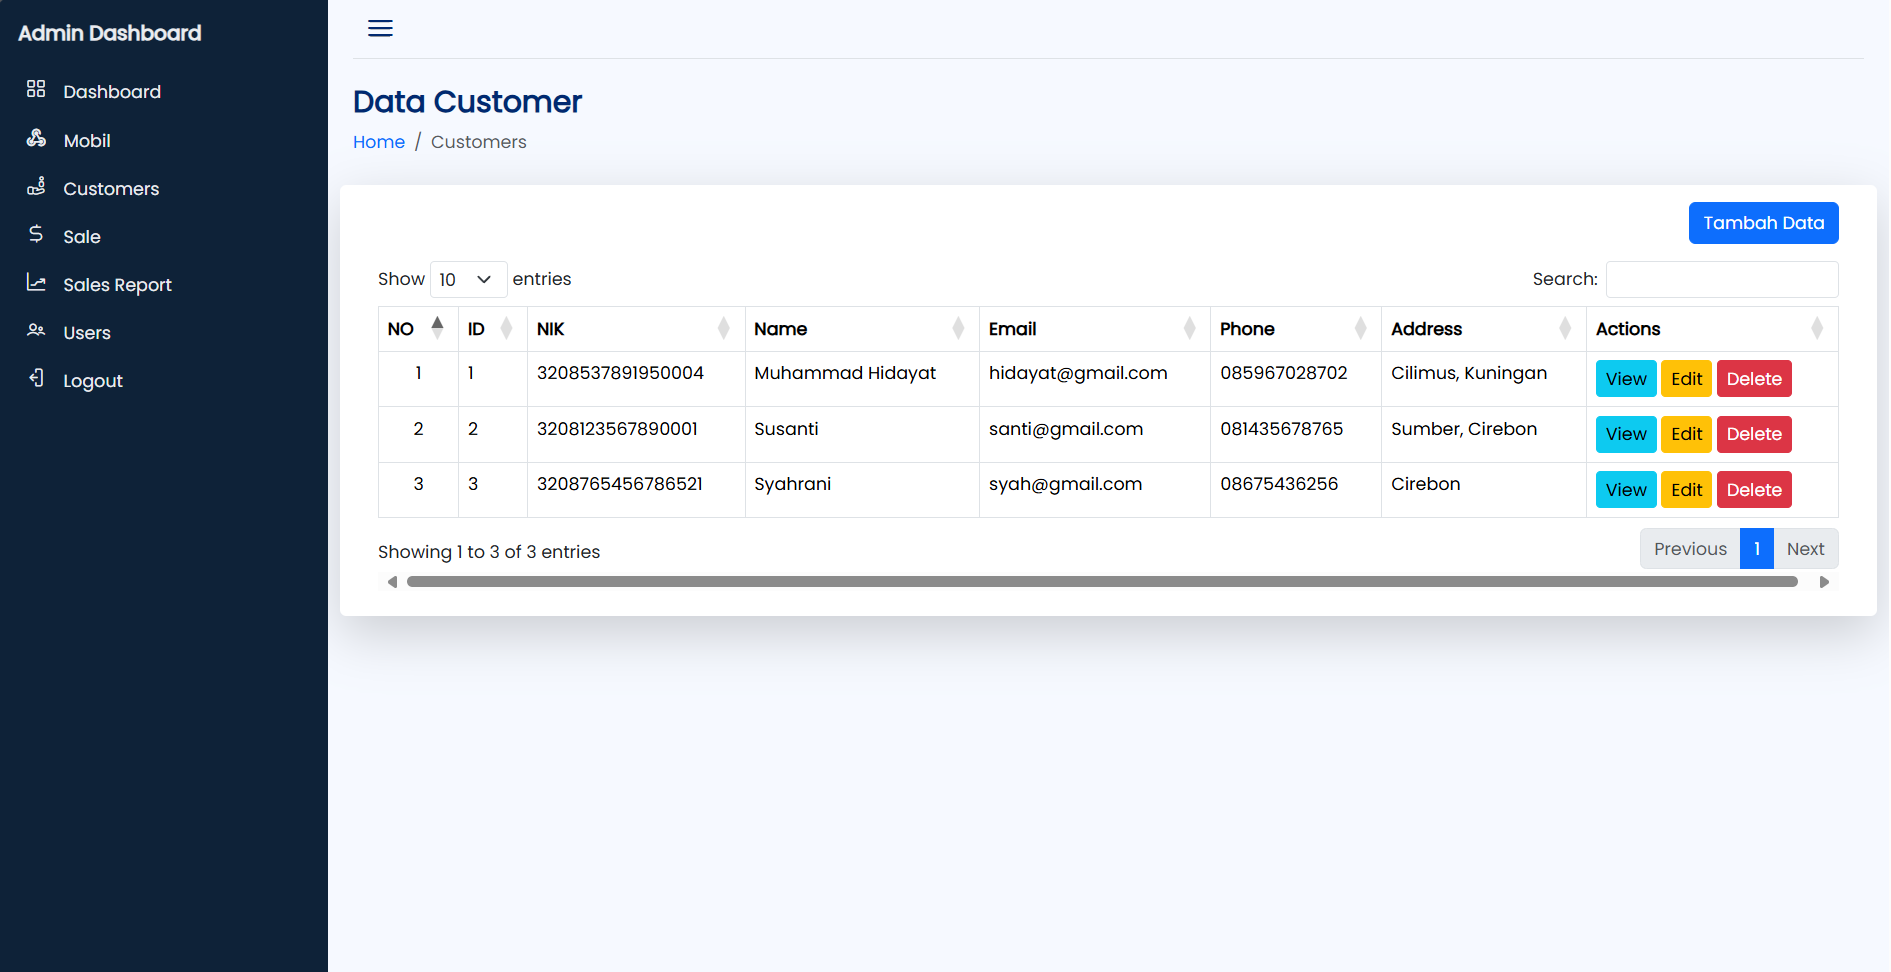 Admin Dashboard
Dashboard
Mobil
Customers
Sale
Sales Report
Users
Logout
Data Customer
Home / Customers
Tambah Data
Show 10 entries Search:
NO ID NIK Name Email Phone Address Actions
1 1 3208537891950004 Muhammad Hidayat hidayat@gmail.com 085967028702 Cilimus, Kuningan View Edit Delete
2 2 3208123567890001 Susanti santi@gmail.com 081435678765 Sumber, Cirebon View Edit Delete
3 3 3208765456786521 Syahrani syah@gmail.com 08675436256 Cirebon View Edit Delete
Showing 1 to 3 of 3 entries Previous 1 Next